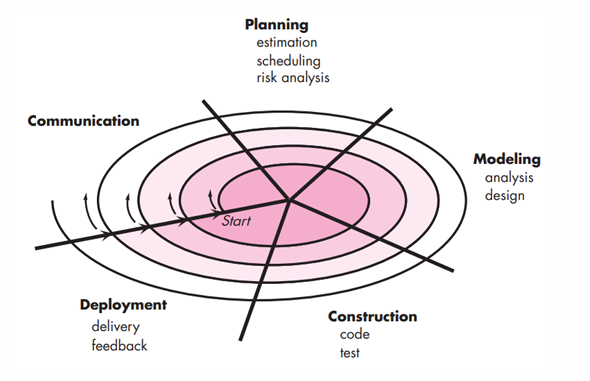 Planning
estimation
scheduling
risk analysis
Communication
Modeling
analysis
design
Start
Deployment
delivery
feedback
Construction
code
test